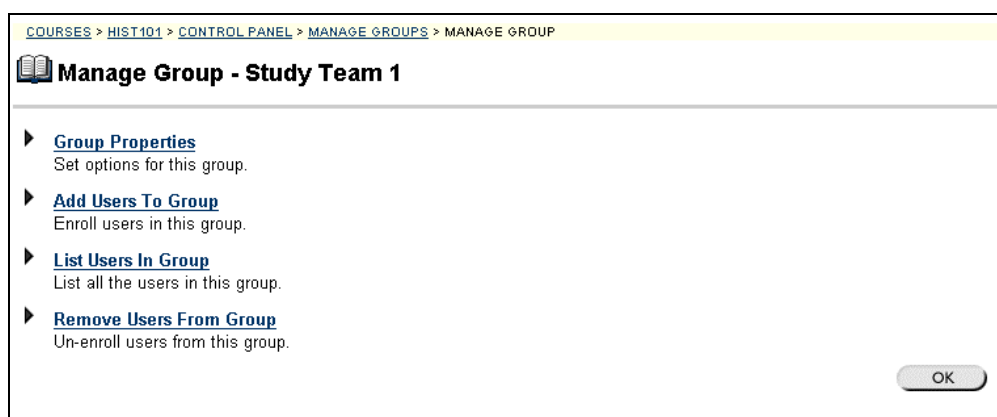 COURSES > HIST101 > CONTROL PANEL > MANAGE GROUPS > MANAGE GROUP
Manage Group - Study Team 1
Group Properties
Set options for this group.
Add Users To Group
Enroll users in this group.
List Users In Group
List all the users in this group.
Remove Users From Group
Un-enroll users from this group.
OK